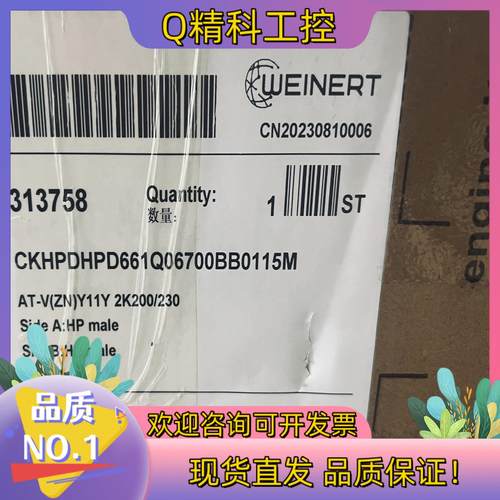 Q精科工控
WEINERT
CN20230810006
313758
Quantity:
数量:
1
ST
CKHPDHPD661Q06700BB0115M
AT-V(ZN)Y11Y 2K200/230
Side A:HP male
male
engin
品质
NO.1
欢迎咨询可开发票
现货直发 品质保证!